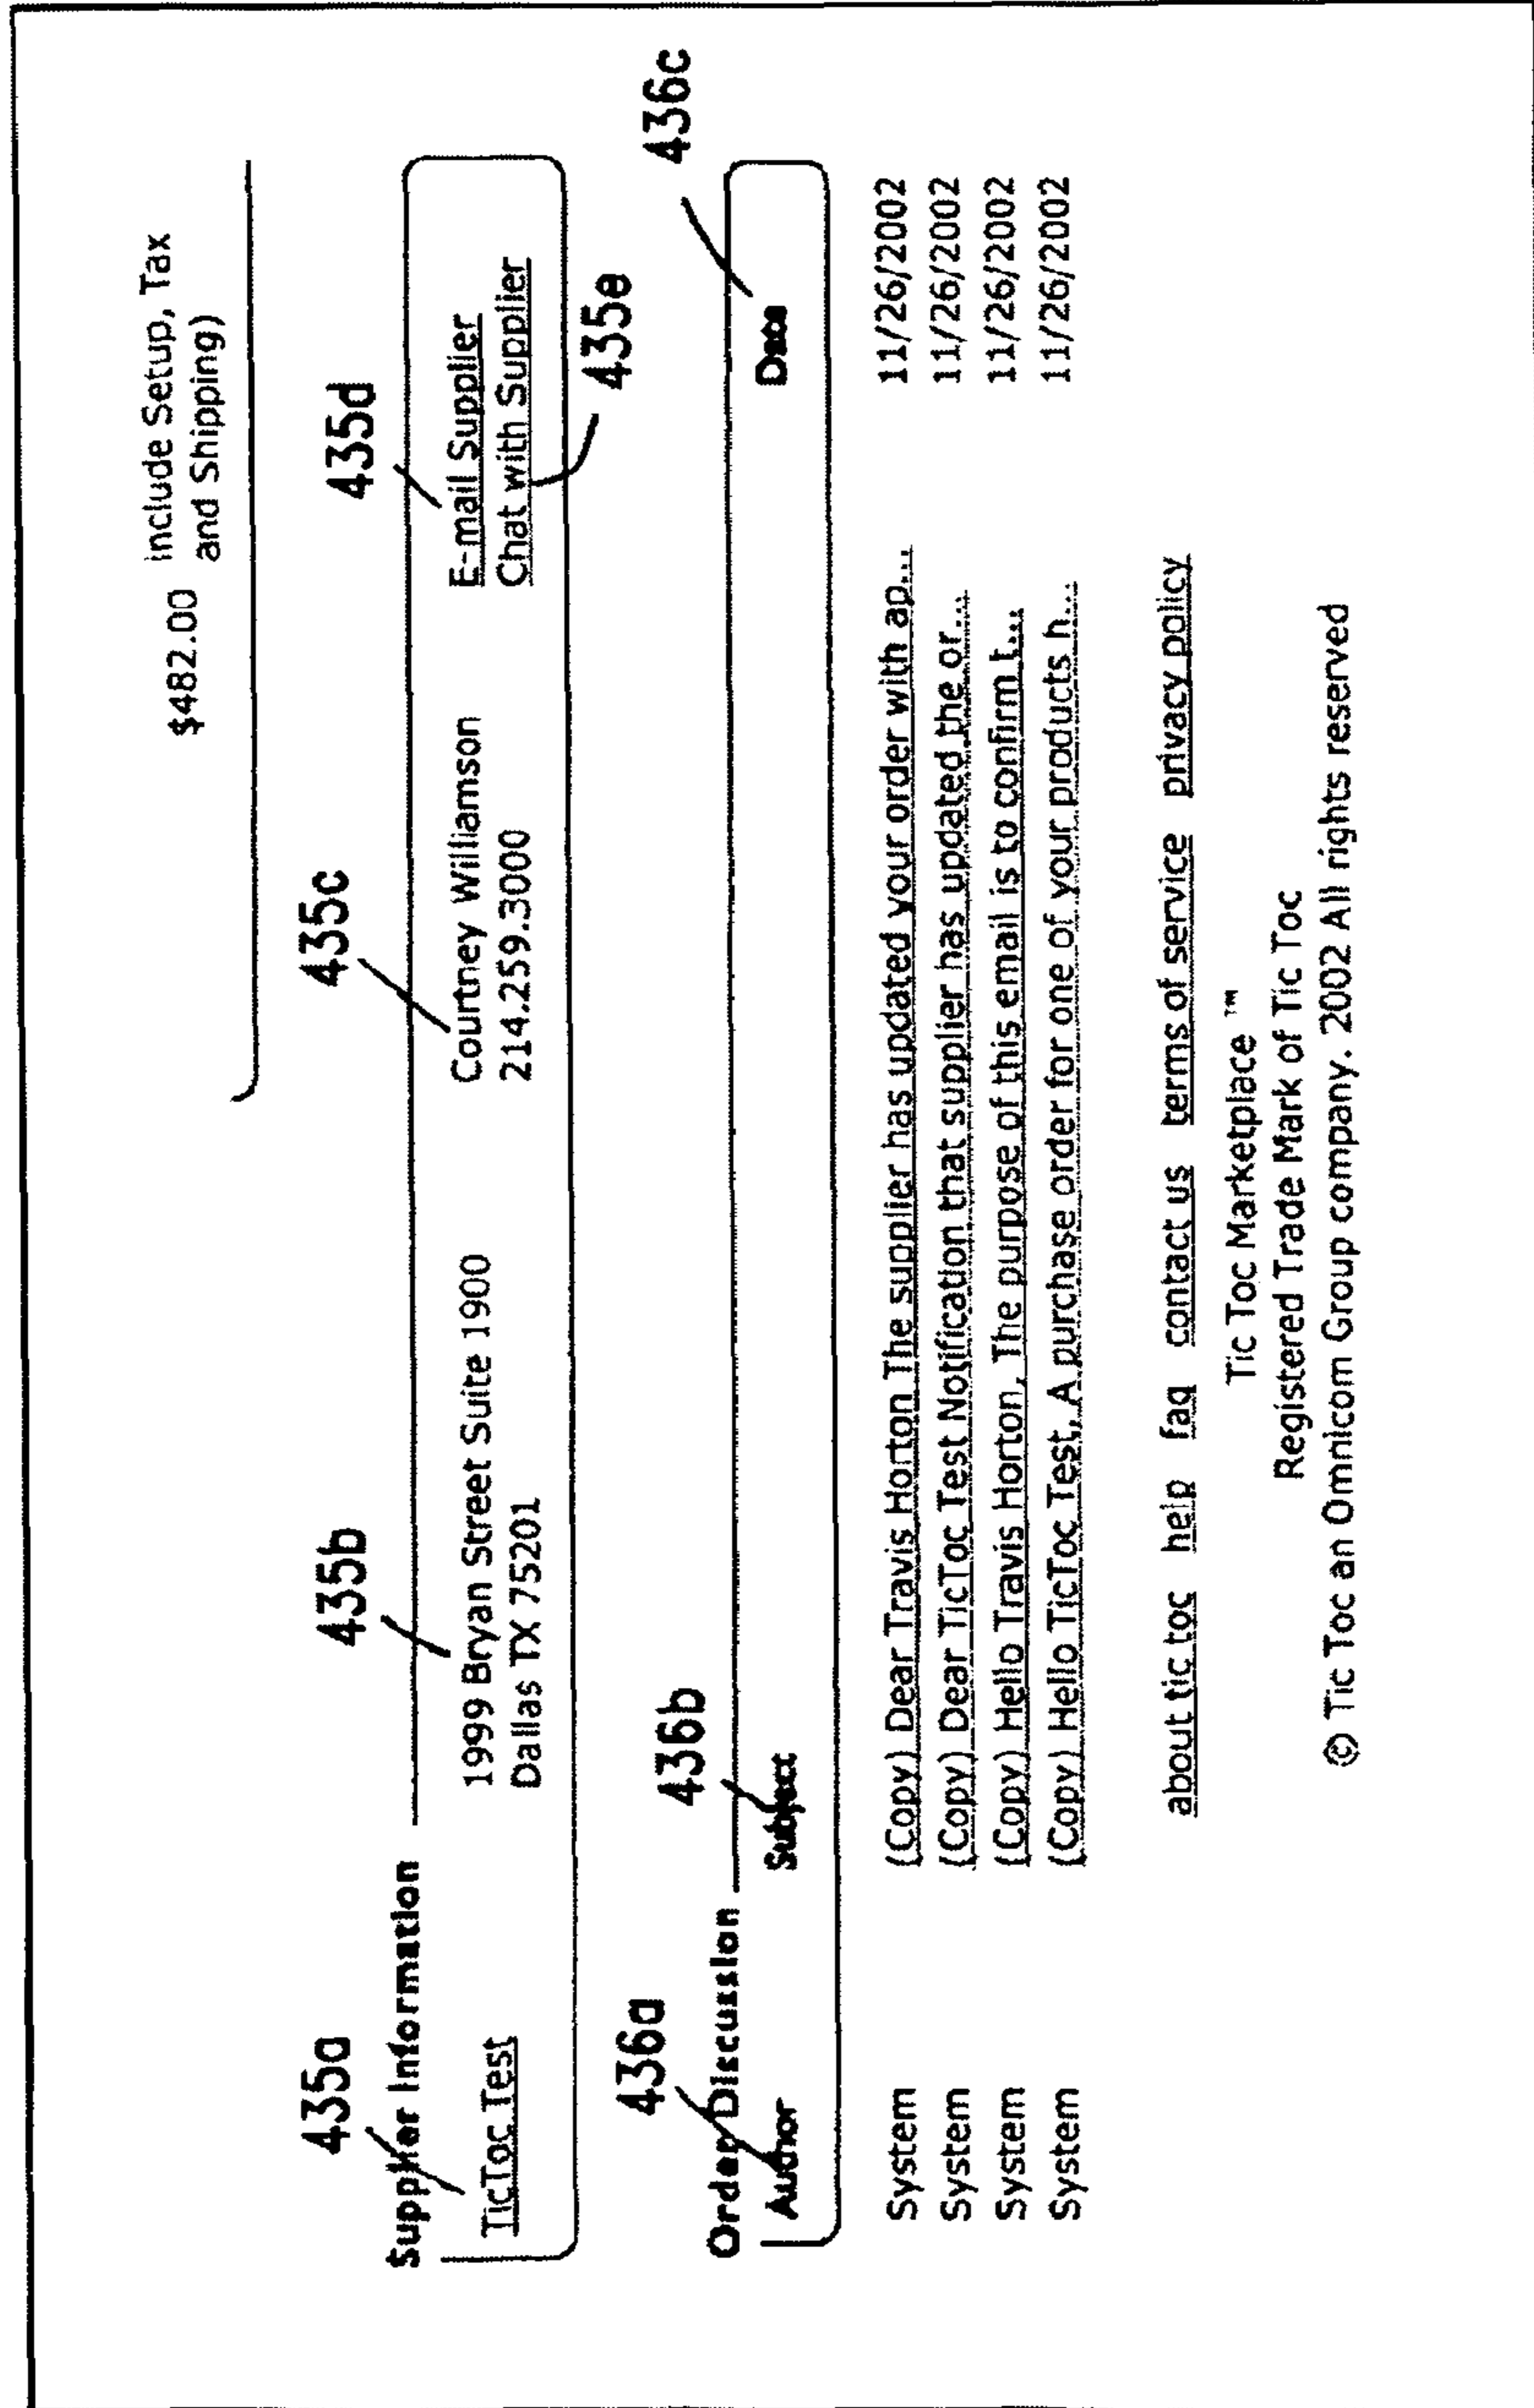 $482.00 include Setup, Tax
and Shipping)
435a 435b 435c 435d
Supplier Information
TicToc Test 1999 Bryan Street Suite 1900 Courtney Williamson E-mail Supplier
Dallas TX 75201 214.259.3000 Chat with Supplier
435e
436a 436b 436c
Order Discussion
Author Subject Date
System (Copy) Dear Travis Horton The supplier has updated your order with ap... 11/26/2002
System (Copy) Dear TicToc Test Notification that supplier has updated the or... 11/26/2002
System (Copy) Hello Travis Horton, The purpose of this email is to confirm t... 11/26/2002
System (Copy) Hello TicToc Test, A purchase order for one of your products h... 11/26/2002
about tic toc help faq contact us terms of service privacy policy
Tic Toc Marketplace ™
Registered Trade Mark of Tic Toc
© Tic Toc an Omnicom Group company. 2002 All rights reserved